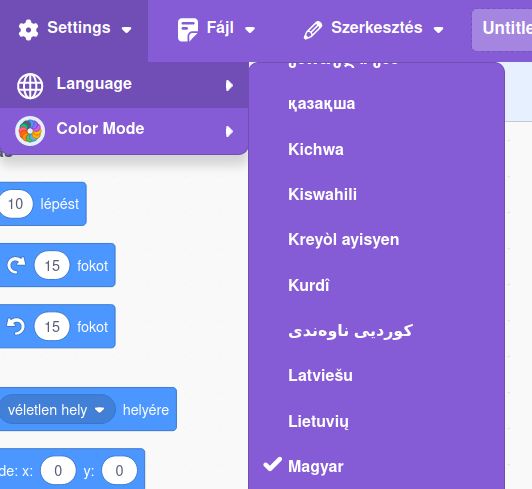 Settings Fájl Szerkesztés Untitle
Language
Color Mode
қазақша
Kichwa
Kiswahili
Kreyòl ayisyen
Kurdî
کوردیی ناوەندی
Latviešu
Lietuvių
Magyar
10 lépést
15 fokot
15 fokot
véletlen hely helyére
de: x: 0 y: 0